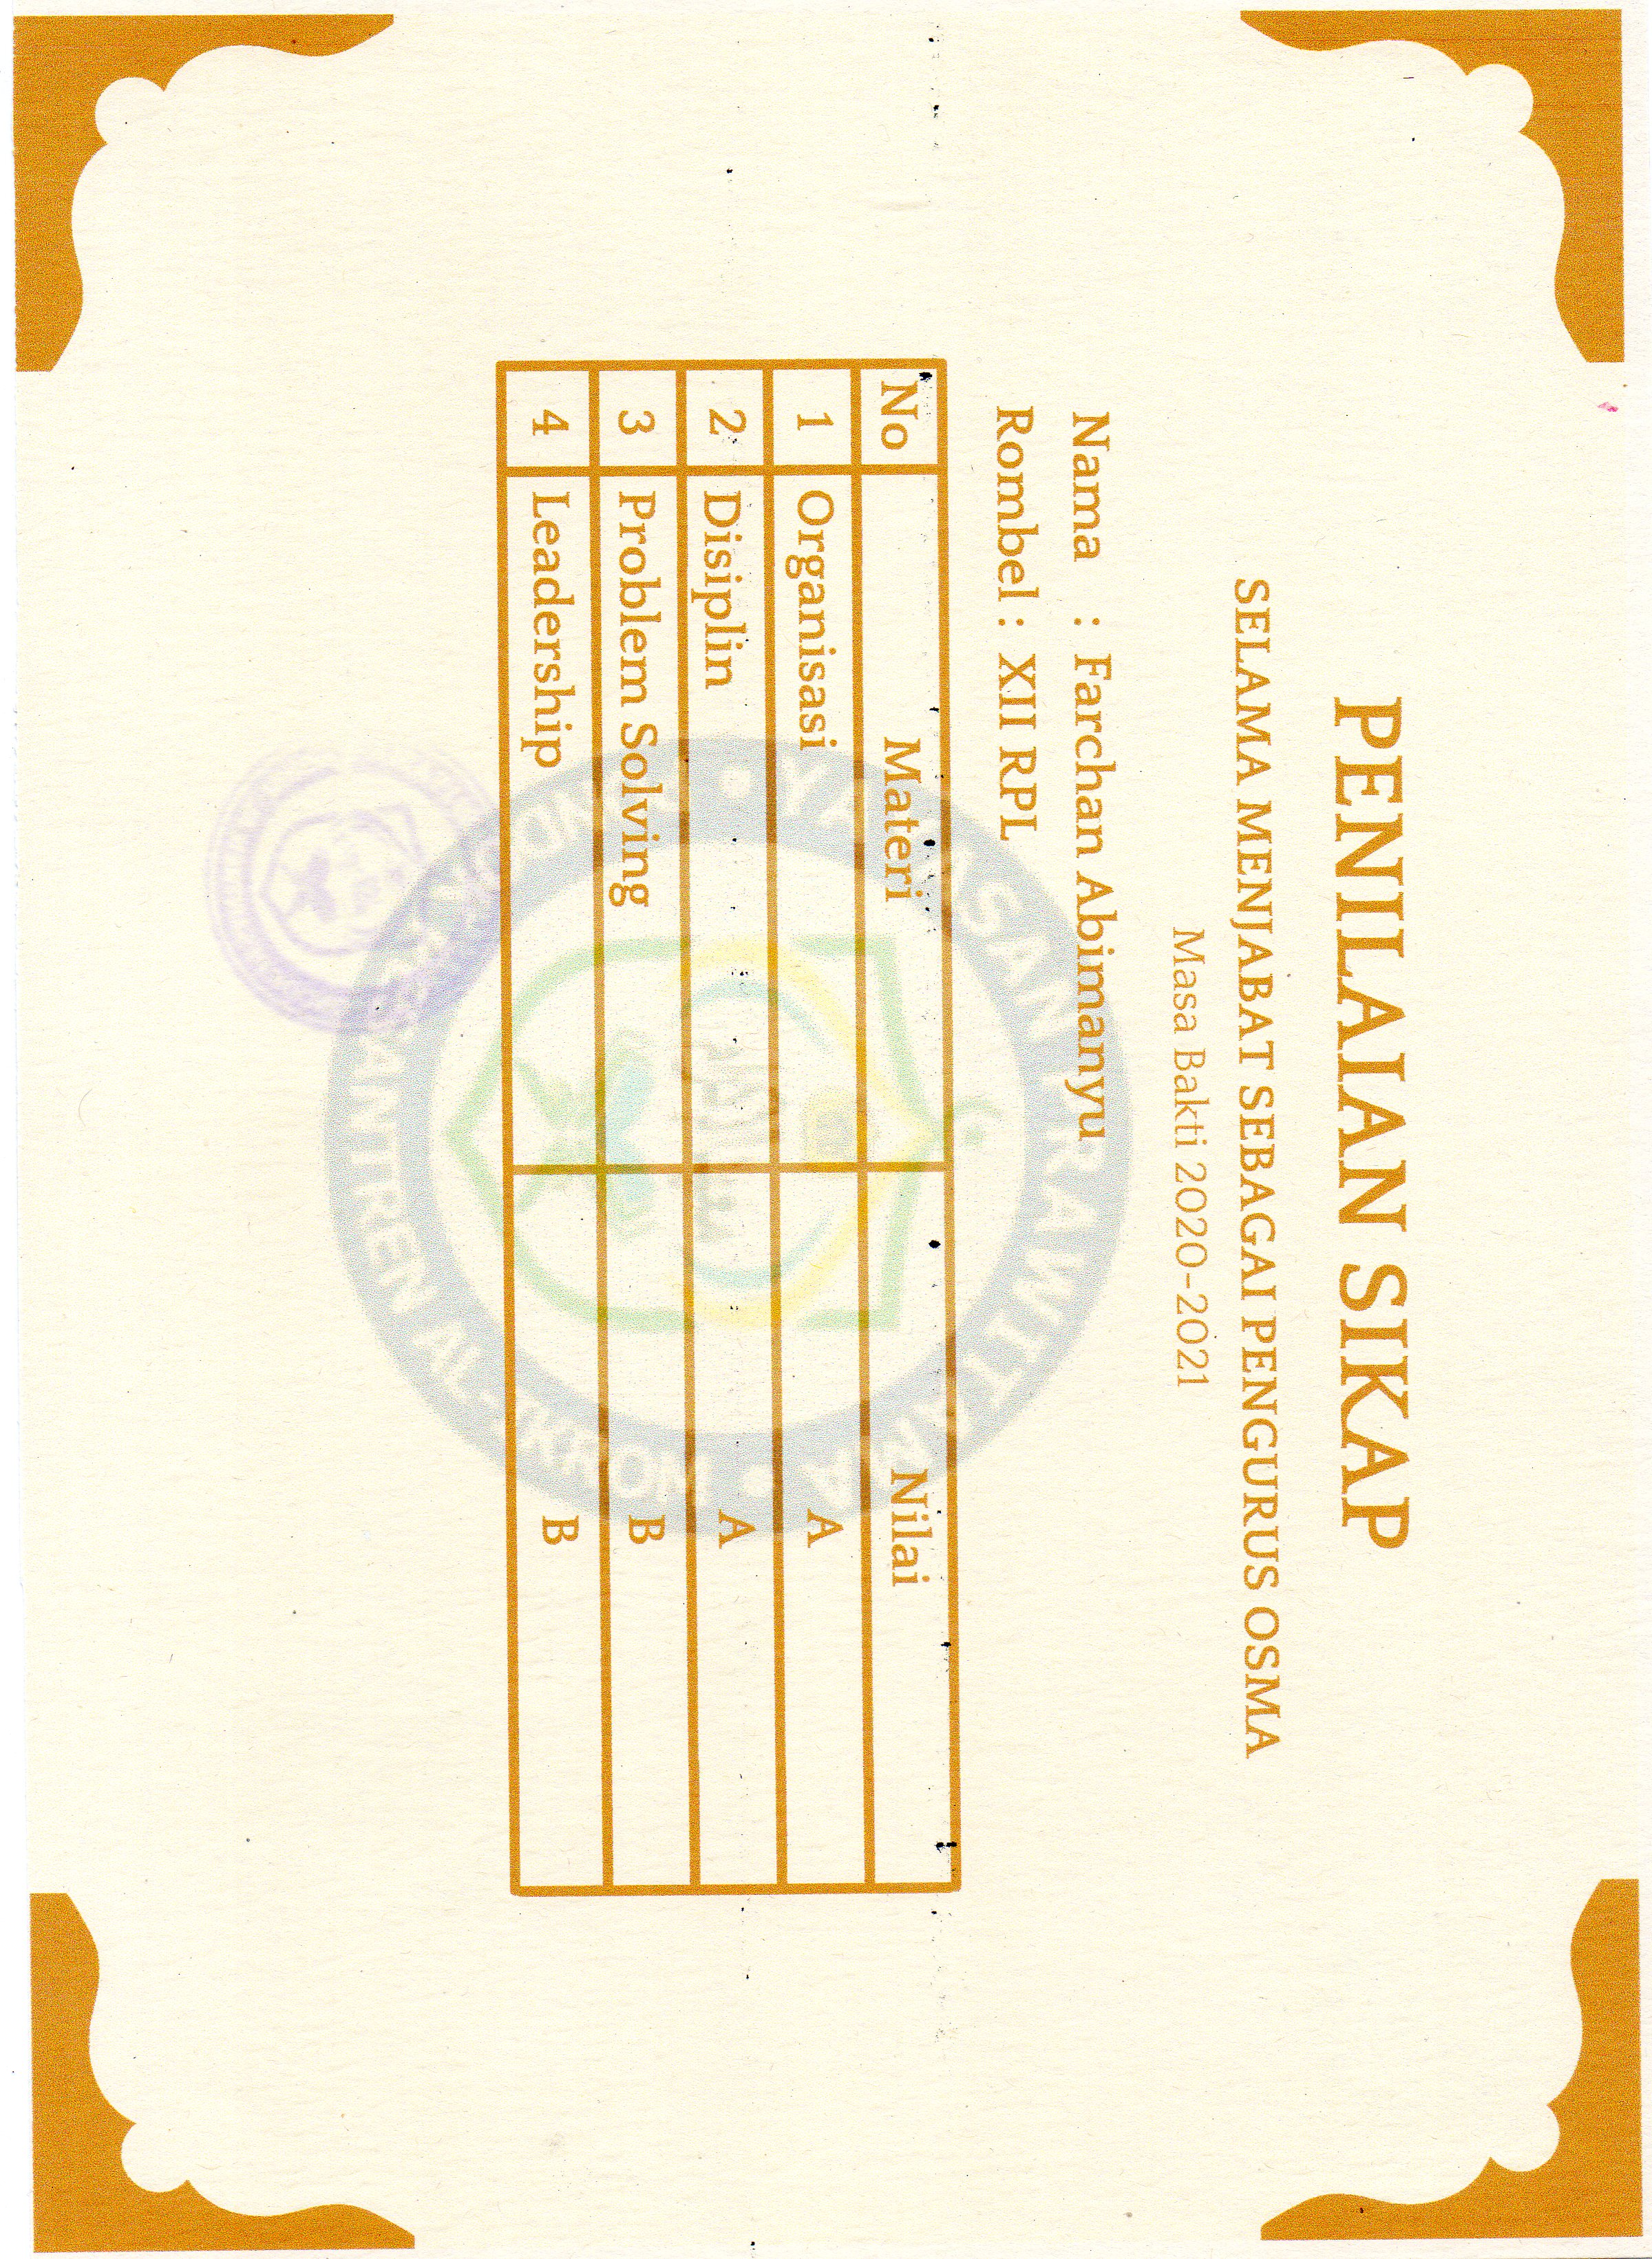 PENILAIAN SIKAP
SELAMA MENJABAT SEBAGAI PENGURUS OSMA
Masa Bakti 2020-2021
Nama : Farchan Abimanyu
Rombel : XII RPL
No Materi Nilai
1 Organisasi A
2 Disiplin A
3 Problem Solving B
4 Leadership B
YAYASAN PRAWITAMA
PONDOK PESANTREN AL-IKHROM